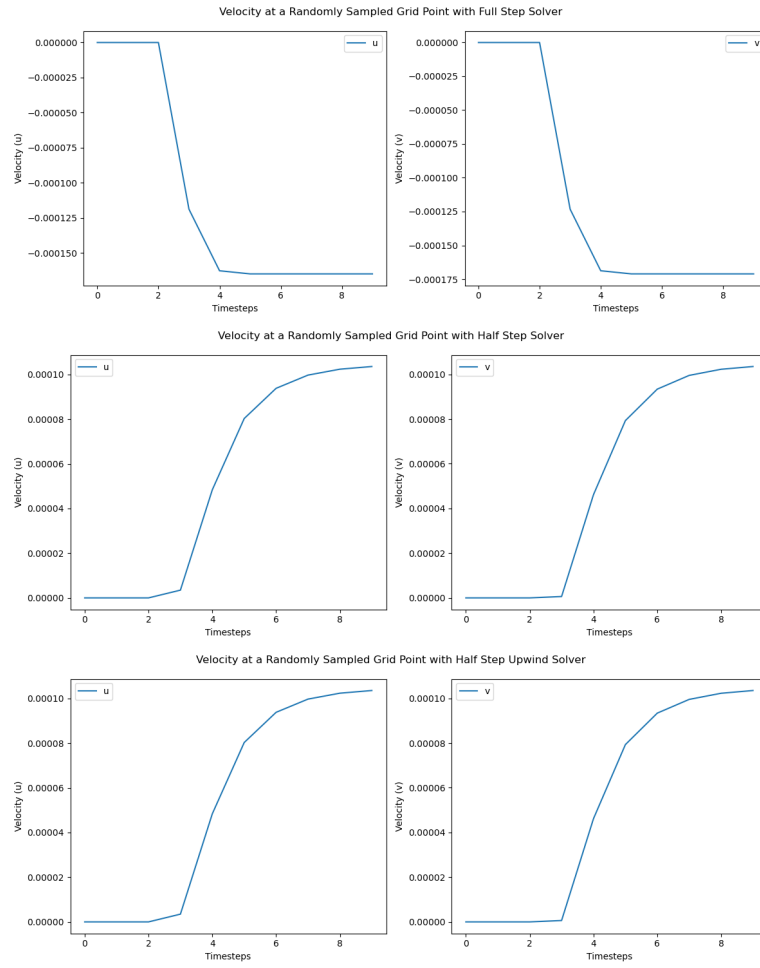 Velocity at a Randomly Sampled Grid Point with Full Step Solver
0.000000
−0.000025
−0.000050
−0.000075
−0.000100
−0.000125
−0.000150
Velocity (u)
u
0 2 4 6 8
Timesteps
0.000000
−0.000025
−0.000050
−0.000075
−0.000100
−0.000125
−0.000150
−0.000175
Velocity (v)
v
0 2 4 6 8
Timesteps
Velocity at a Randomly Sampled Grid Point with Half Step Solver
0.00010
0.00008
0.00006
0.00004
0.00002
0.00000
Velocity (u)
u
0 2 4 6 8
Timesteps
0.00010
0.00008
0.00006
0.00004
0.00002
0.00000
Velocity (v)
v
0 2 4 6 8
Timesteps
Velocity at a Randomly Sampled Grid Point with Half Step Upwind Solver
0.00010
0.00008
0.00006
0.00004
0.00002
0.00000
Velocity (u)
u
0 2 4 6 8
Timesteps
0.00010
0.00008
0.00006
0.00004
0.00002
0.00000
Velocity (v)
v
0 2 4 6 8
Timesteps